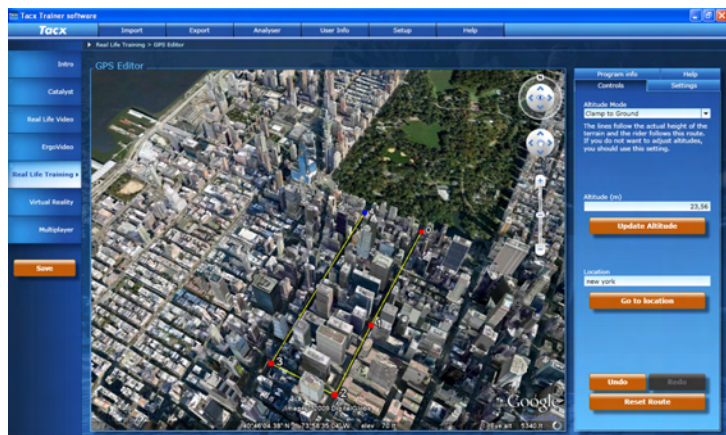 Tacx Trainer software
Tacx
Import Export Analyser User Info Setup Help
Real Life Training > GPS Editor
Intro
Catalyst
Real Life Video
ErgoVideo
Real Life Training
Virtual Reality
Multiplayer
Save
GPS Editor
N
3
2
Google
Program info Help
Controls Settings
Altitude Mode
Clamp to Ground
The lines follow the actual height of the
terrain and the rider follows this route.
If you do not want to adjust altitudes,
you should use this setting.
Altitude (m)
23,56
Update Altitude
Location
new york
Go to location
Undo Redo
Reset Route